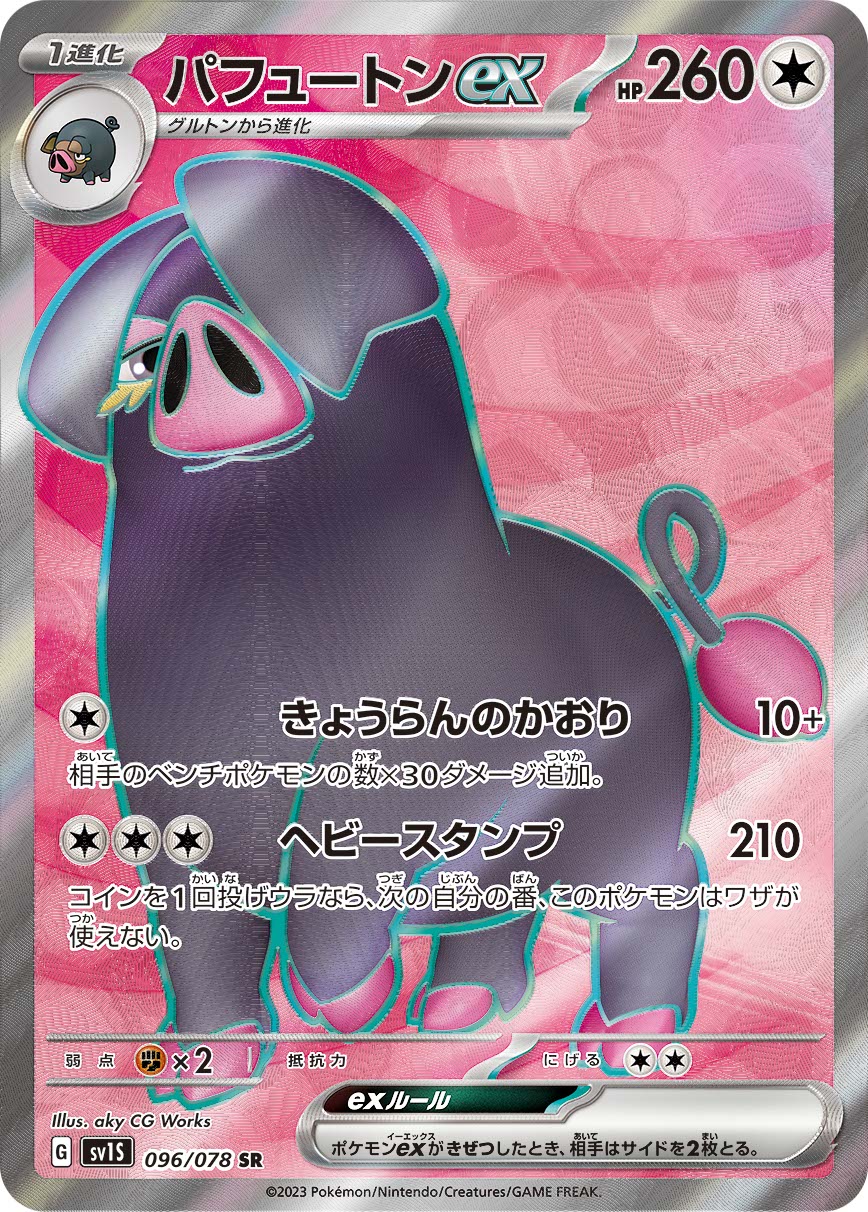 1進化
パフュートンex
HP260
グルトンから進化
きょうらんのかおり 10+
相手のベンチポケモンの数×30ダメージ追加。
ヘビースタンプ 210
コインを1回投げウラなら、次の自分の番、このポケモンはワザが
使えない。
弱点 ×2 抵抗力 にげる
exルール
ポケモンexがきぜつしたとき、相手はサイドを2枚とる。
Illus. aky CG Works
G sv1S 096/078 SR
©2023 Pokémon/Nintendo/Creatures/GAME FREAK.